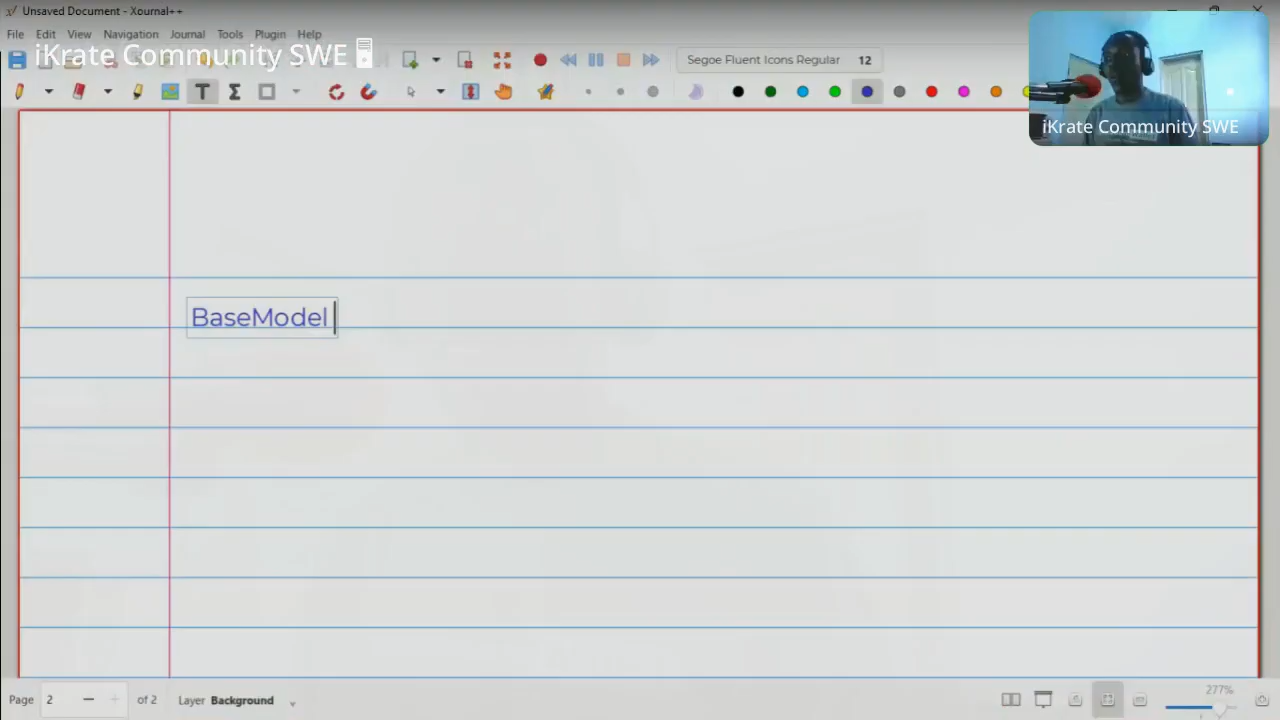 Unsaved Document - Xournal++
File Edit View Navigation Journal Tools Plugin Help
iKrate Community SWE
Segoe Fluent Icons Regular 12
iKrate Community SWE
BaseModel
Page 2 of 2 Layer Background
277%